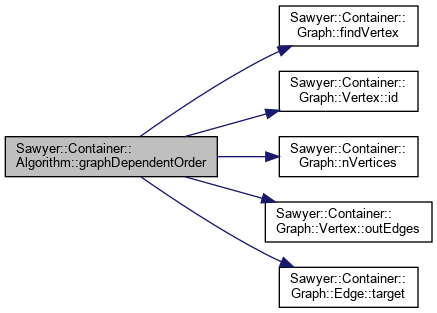 Sawyer::Container::
Algorithm::graphDependentOrder
Sawyer::Container::
Graph::findVertex
Sawyer::Container::
Graph::Vertex::id
Sawyer::Container::
Graph::nVertices
Sawyer::Container::
Graph::Vertex::outEdges
Sawyer::Container::
Graph::Edge::target